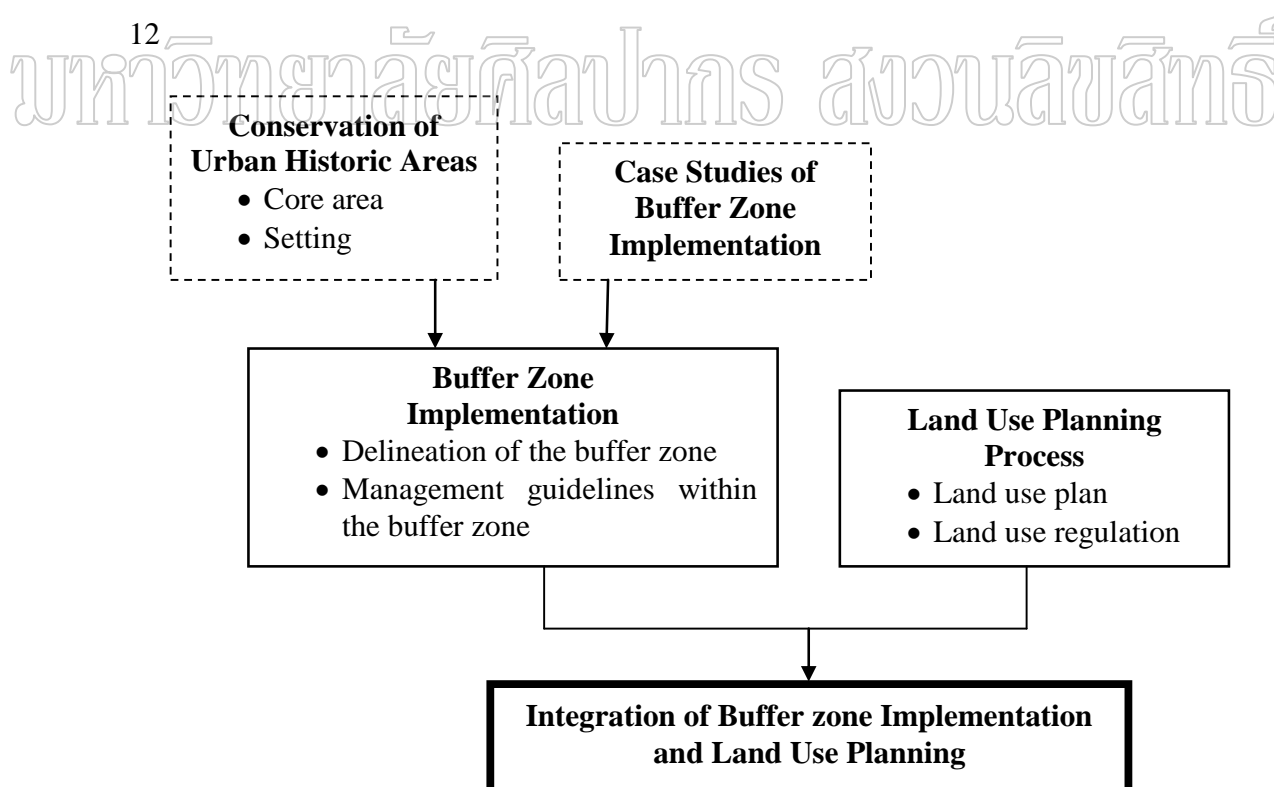 12
มหาวิทยาลัยศิลปากร สงวนลิขสิทธิ์
Conservation of
Urban Historic Areas
• Core area
• Setting
Case Studies of
Buffer Zone
Implementation
Buffer Zone
Implementation
• Delineation of the buffer zone
• Management guidelines within
the buffer zone
Land Use Planning
Process
• Land use plan
• Land use regulation
Integration of Buffer zone Implementation
and Land Use Planning